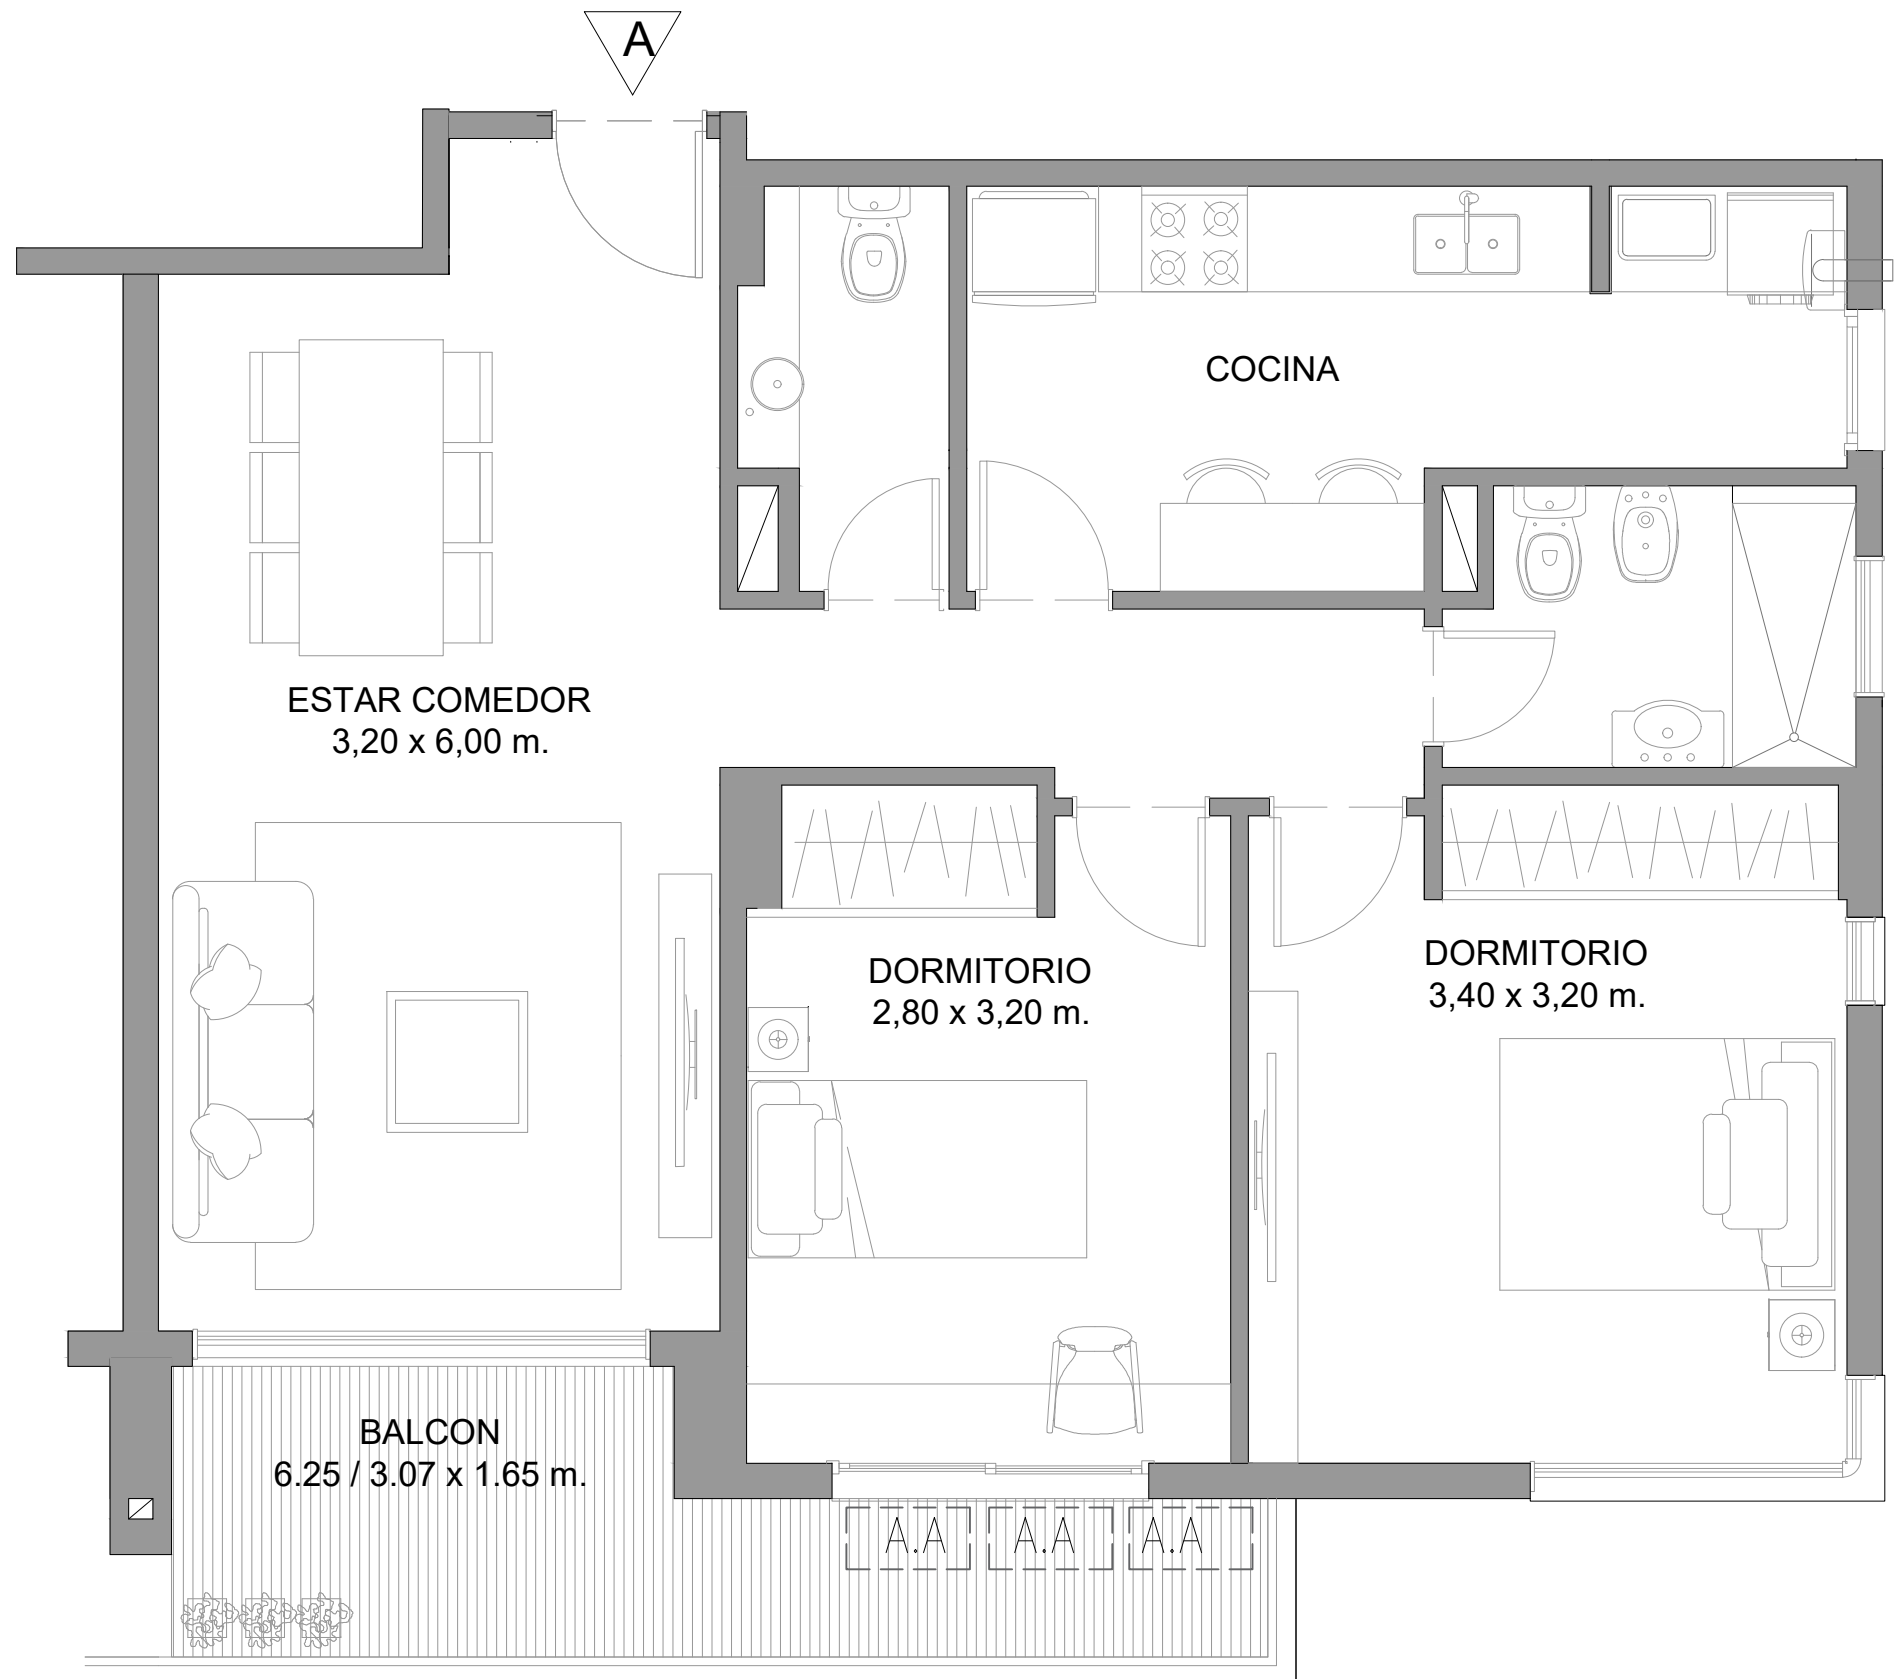 A
COCINA
ESTAR COMEDOR
3,20 x 6,00 m.
DORMITORIO
2,80 x 3,20 m.
DORMITORIO
3,40 x 3,20 m.
BALCON
6.25 / 3.07 x 1.65 m.
A.A
A.A
A.A